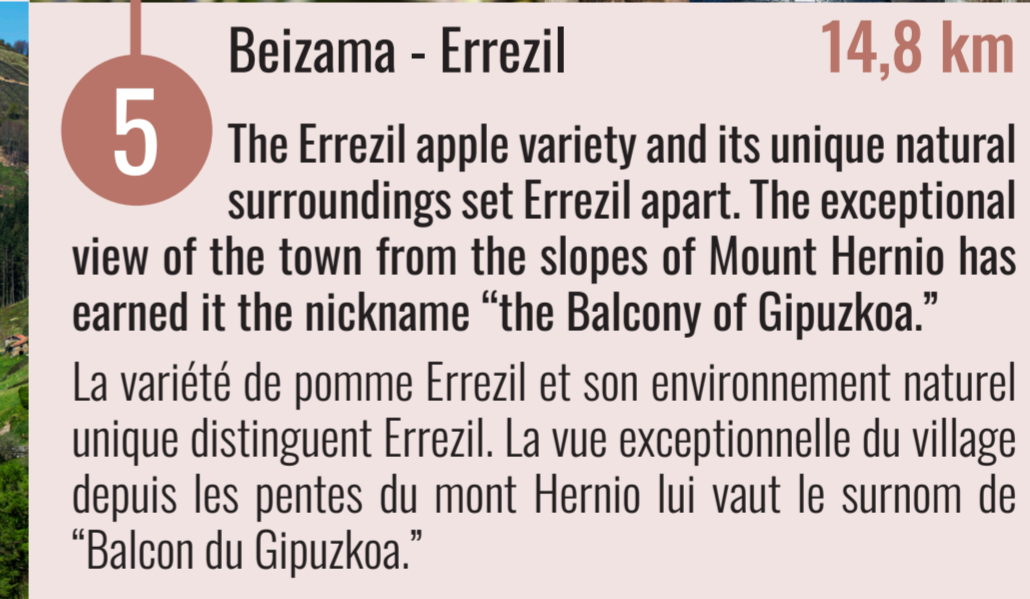 5
Beizama - Errezil
14,8 km
The Errezil apple variety and its unique natural
surroundings set Errezil apart. The exceptional
view of the town from the slopes of Mount Hernio has
earned it the nickname “the Balcony of Gipuzkoa.”
La variété de pomme Errezil et son environnement naturel
unique distinguent Errezil. La vue exceptionnelle du village
depuis les pentes du mont Hernio lui vaut le surnom de
“Balcon du Gipuzkoa.”